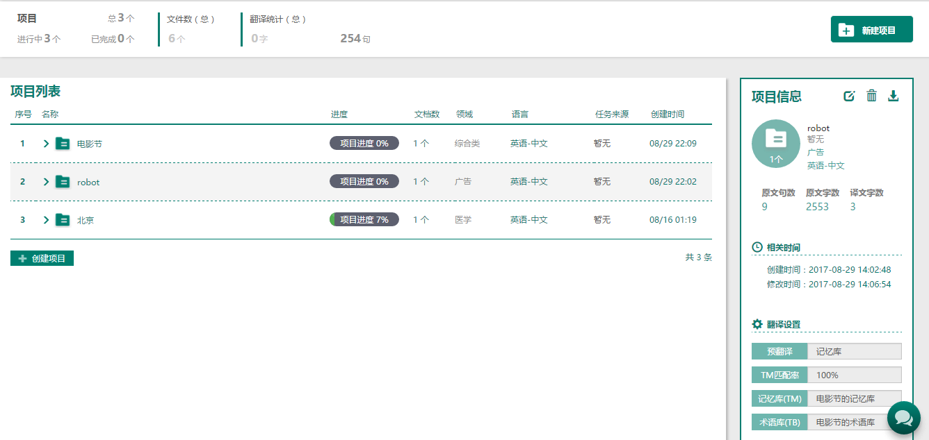 项目 总3个 文件数（总） 翻译统计（总）
进行中3个 已完成0个 6个 0字 254句
新建项目
项目列表
序号 名称 进度 文档数 领域 语言 任务来源 创建时间
1 电影节 项目进度 0% 1 个 综合类 英语-中文 暂无 08/29 22:09
2 robot 项目进度 0% 1 个 广告 英语-中文 暂无 08/29 22:02
3 北京 项目进度 7% 1 个 医学 英语-中文 暂无 08/16 01:19
创建项目 共 3 条
项目信息
1个
robot
暂无
广告
英语-中文
原文句数 原文字数 译文字数
9 2553 3
相关时间
创建时间：2017-08-29 14:02:48
修改时间：2017-08-29 14:06:54
翻译设置
预翻译 记忆库
TM匹配率 100%
记忆库(TM) 电影节的记忆库
术语库(TB) 电影节的术语库